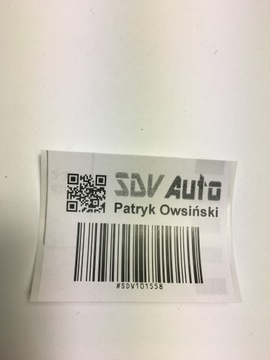 SDV Auto
Patryk Owsiński
#SDV101558